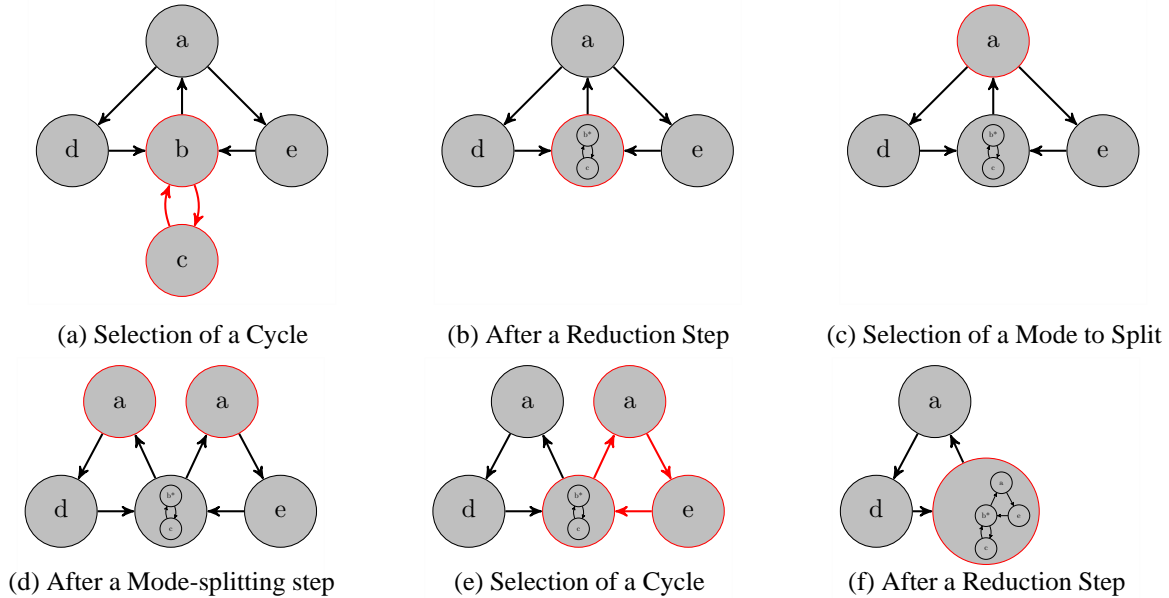 a
d
b
e
c
(a) Selection of a Cycle
a
d
b*
c
e
(b) After a Reduction Step
a
d
b*
c
e
(c) Selection of a Mode to Split
a
a
d
b*
c
e
(d) After a Mode-splitting step
a
a
d
b*
c
e
(e) Selection of a Cycle
a
d
a
b*
e
c
(f) After a Reduction Step